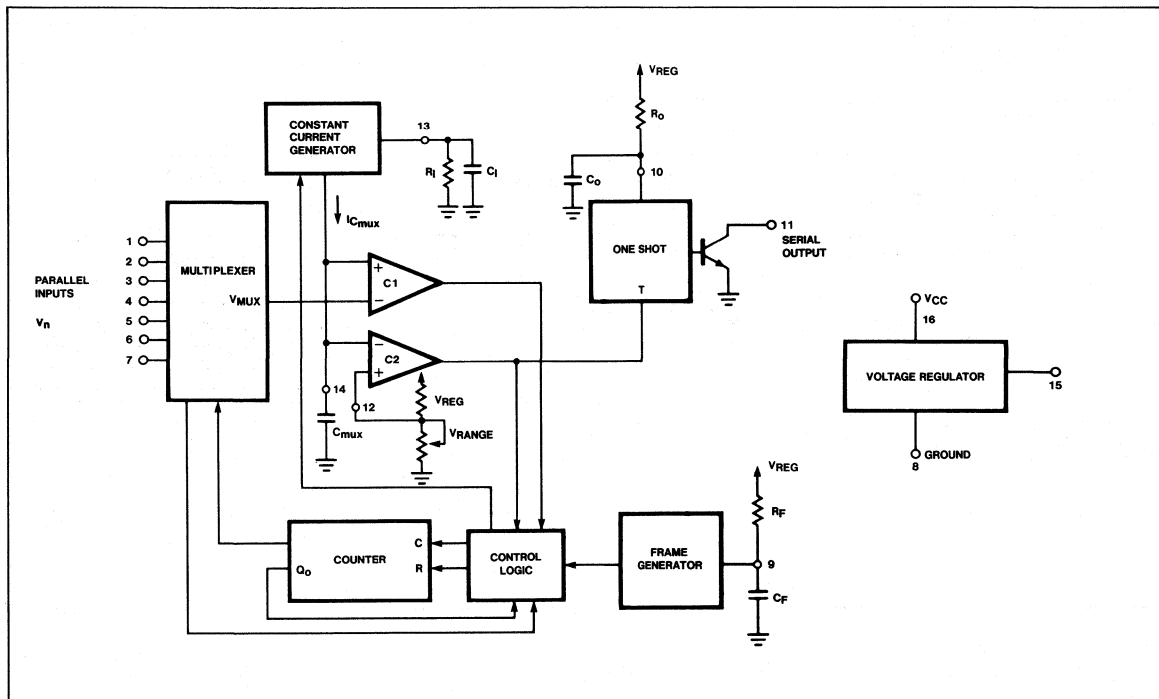 VREG
RO
CONSTANT
CURRENT
GENERATOR
13
RI
CI
CO
10
ICmux
ONE SHOT
T
11
SERIAL
OUTPUT
PARALLEL
INPUTS
Vn
1
2
3
4
5
6
7
MULTIPLEXER
VMUX
+
C1
−
−
C2
+
14
12
Cmux
VREG
VRANGE
VCC
16
VOLTAGE REGULATOR
15
8
GROUND
COUNTER
C
R
QO
CONTROL
LOGIC
FRAME
GENERATOR
VREG
RF
9
CF